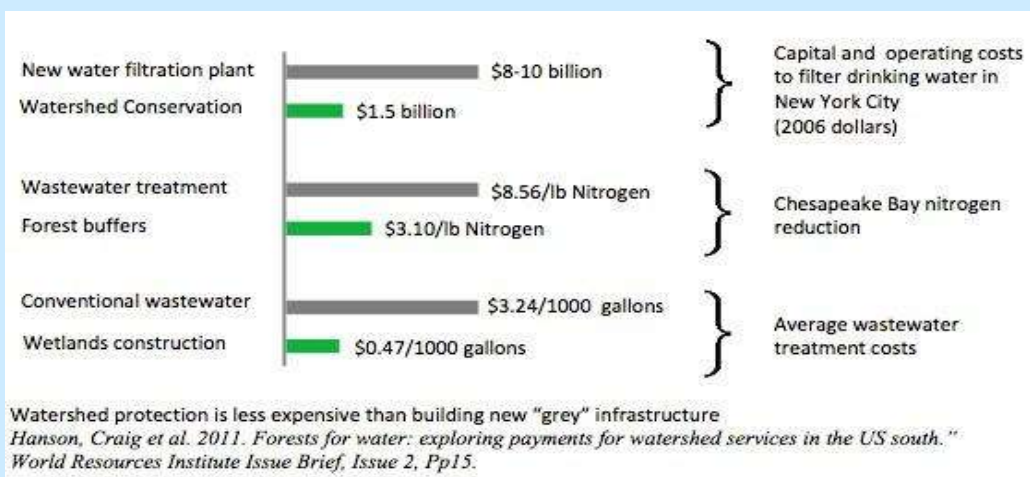 New water filtration plant
$8-10 billion
Watershed Conservation
$1.5 billion
Capital and operating costs
to filter drinking water in
New York City
(2006 dollars)
Wastewater treatment
$8.56/lb Nitrogen
Forest buffers
$3.10/lb Nitrogen
Chesapeake Bay nitrogen
reduction
Conventional wastewater
$3.24/1000 gallons
Wetlands construction
$0.47/1000 gallons
Average wastewater
treatment costs
Watershed protection is less expensive than building new “grey” infrastructure
Hanson, Craig et al. 2011. Forests for water: exploring payments for watershed services in the US south.”
World Resources Institute Issue Brief, Issue 2, Pp15.